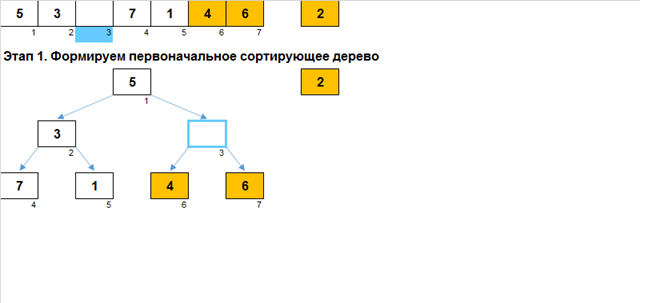 5 3 7 1 4 6 2
1 2 3 4 5 6 7
Этап 1. Формируем первоначальное сортирующее дерево
5 2
1
3
2 3
7 1 4 6
4 5 6 7